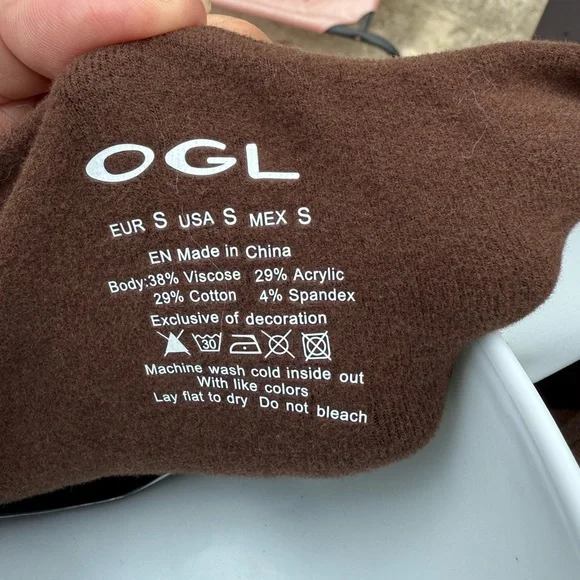 OGL
EUR S USA S MEX S
EN Made in China
Body:38% Viscose 29% Acrylic
29% Cotton 4% Spandex
Exclusive of decoration
30
Machine wash cold inside out
With like colors
Lay flat to dry Do not bleach